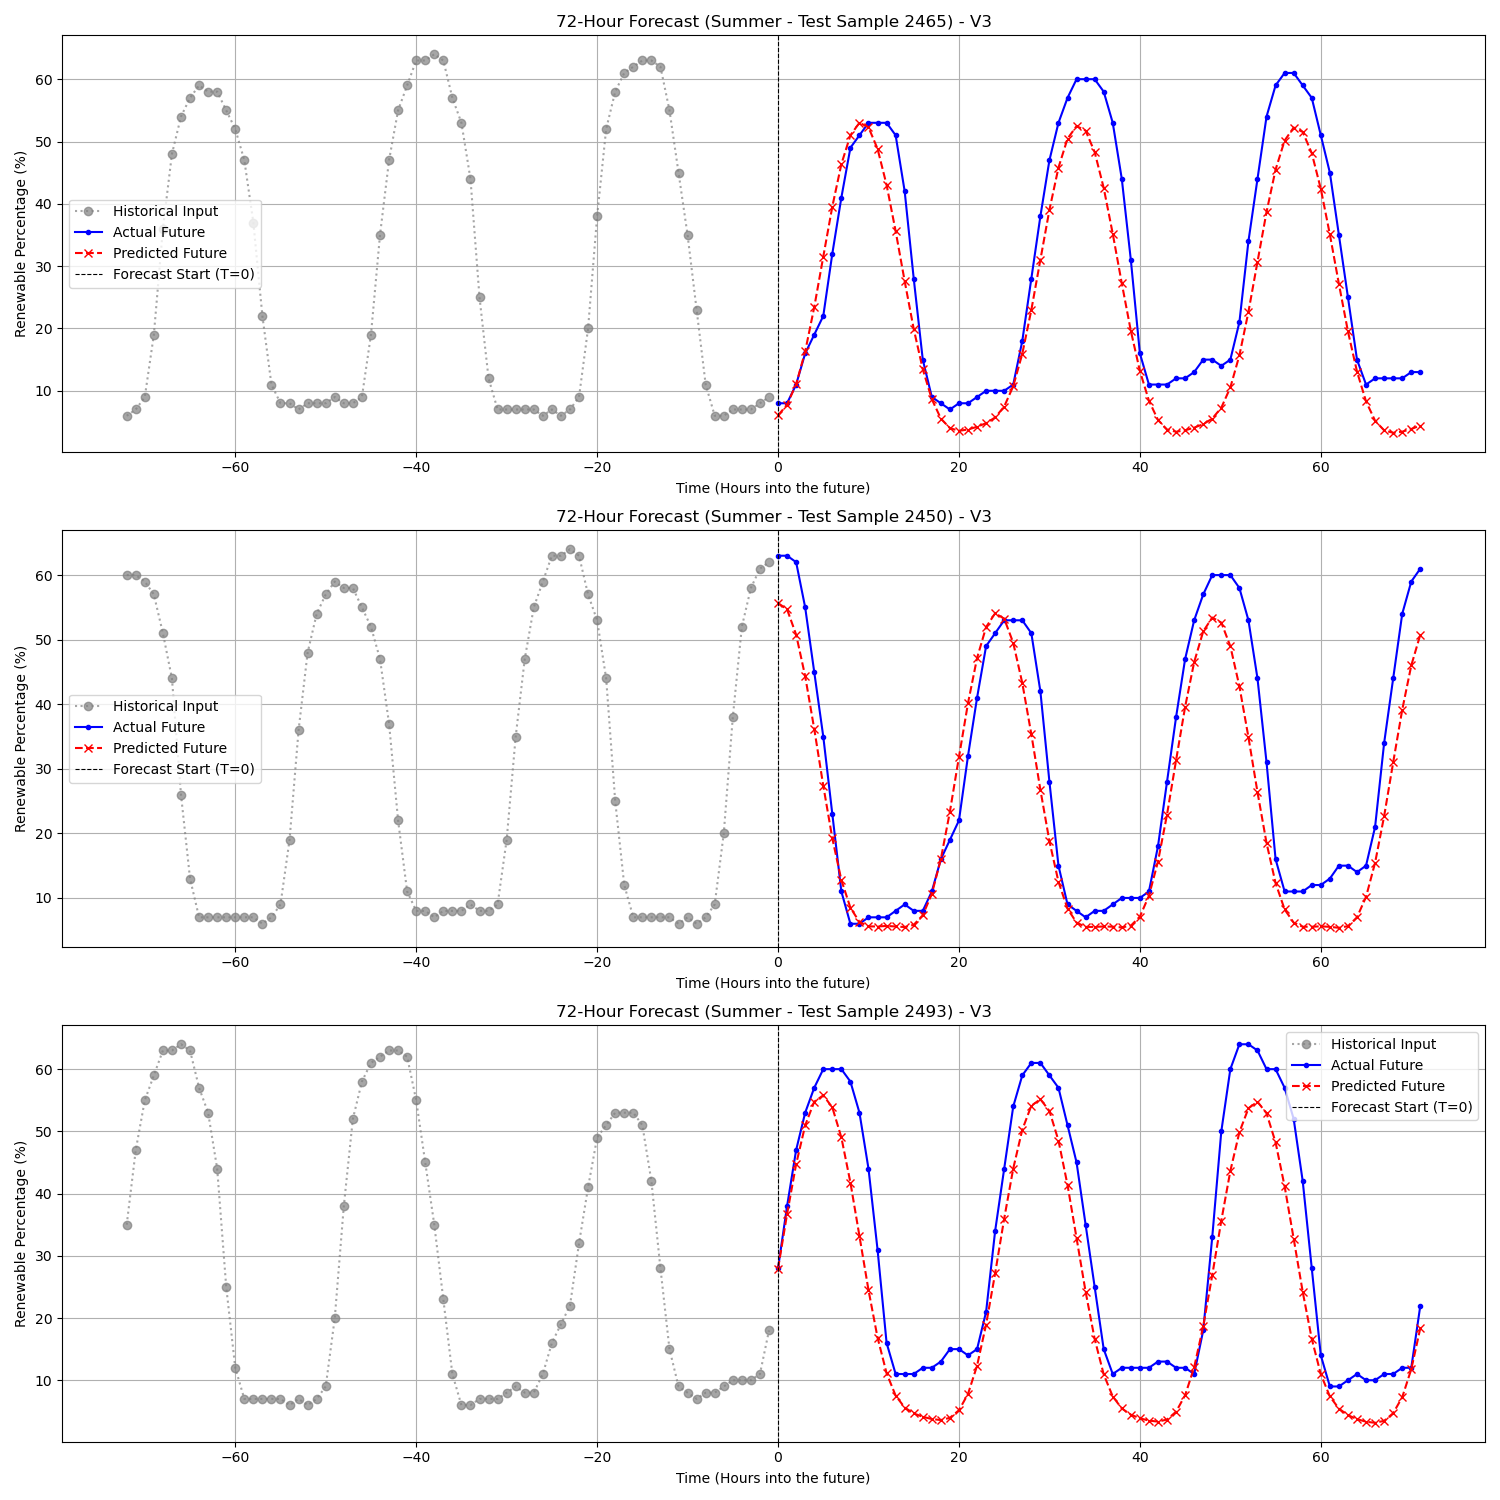 72-Hour Forecast (Summer - Test Sample 2465) - V3
Renewable Percentage (%)
60
50
40
30
20
10
Historical Input
Actual Future
Predicted Future
Forecast Start (T=0)
−60
−40
−20
0
20
40
60
Time (Hours into the future)
72-Hour Forecast (Summer - Test Sample 2450) - V3
Renewable Percentage (%)
60
50
40
30
20
10
Historical Input
Actual Future
Predicted Future
Forecast Start (T=0)
−60
−40
−20
0
20
40
60
Time (Hours into the future)
72-Hour Forecast (Summer - Test Sample 2493) - V3
Renewable Percentage (%)
60
50
40
30
20
10
Historical Input
Actual Future
Predicted Future
Forecast Start (T=0)
−60
−40
−20
0
20
40
60
Time (Hours into the future)